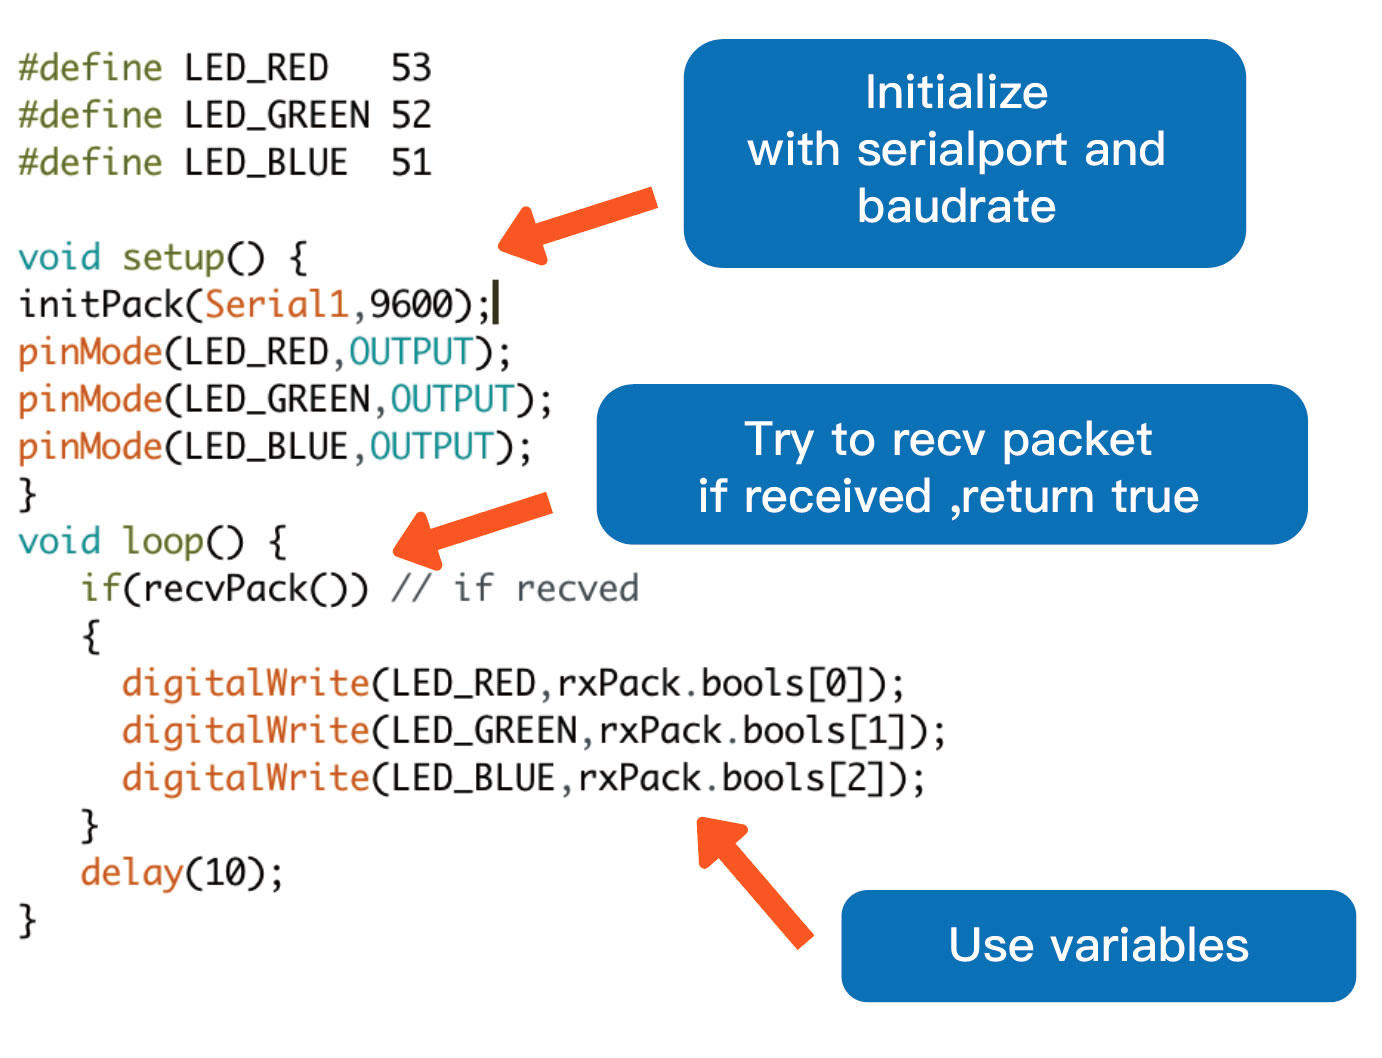 #define LED_RED   53
#define LED_GREEN 52
#define LED_BLUE  51
Initialize
with serialport and
baudrate
void setup() {
initPack(Serial1,9600);
pinMode(LED_RED,OUTPUT);
pinMode(LED_GREEN,OUTPUT);
pinMode(LED_BLUE,OUTPUT);
}
Try to recv packet
if received ,return true
void loop() {
   if(recvPack()) // if recved
   {
     digitalWrite(LED_RED,rxPack.bools[0]);
     digitalWrite(LED_GREEN,rxPack.bools[1]);
     digitalWrite(LED_BLUE,rxPack.bools[2]);
   }
   delay(10);
}
Use variables